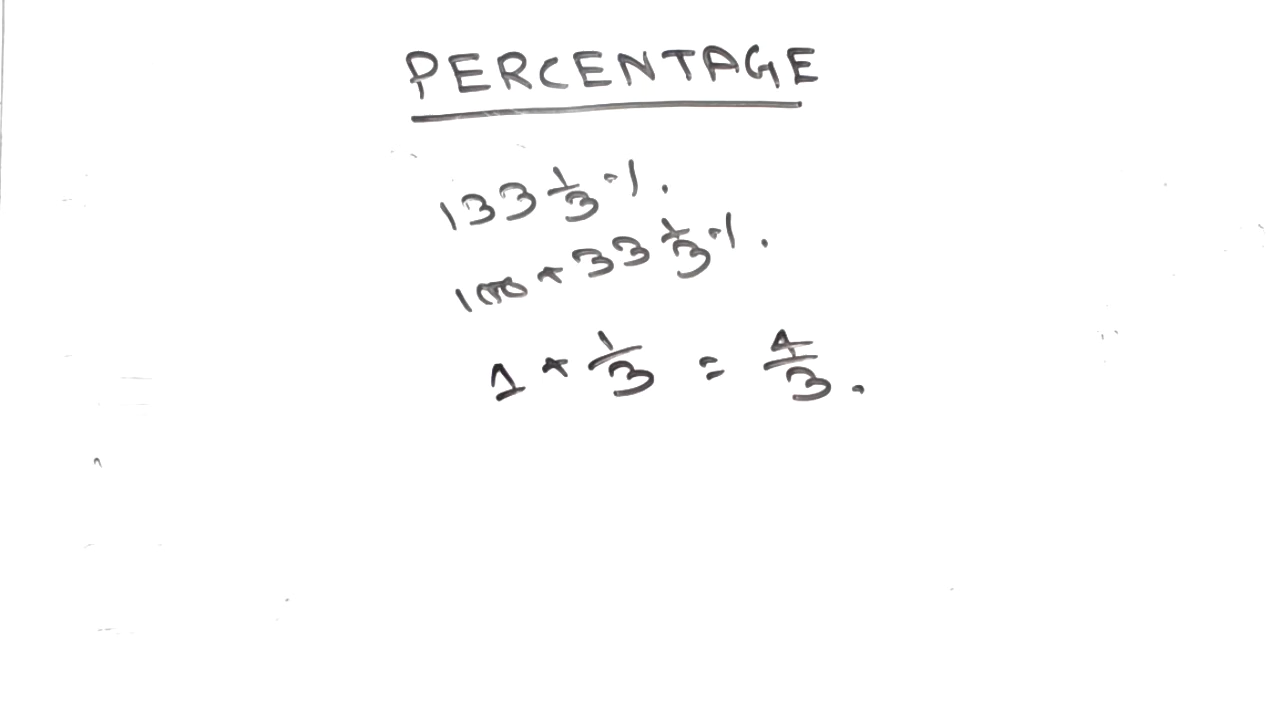 PERCENTAGE
133 1/3 %.
100 + 33 1/3 %.
1 + 1/3 = 4/3.